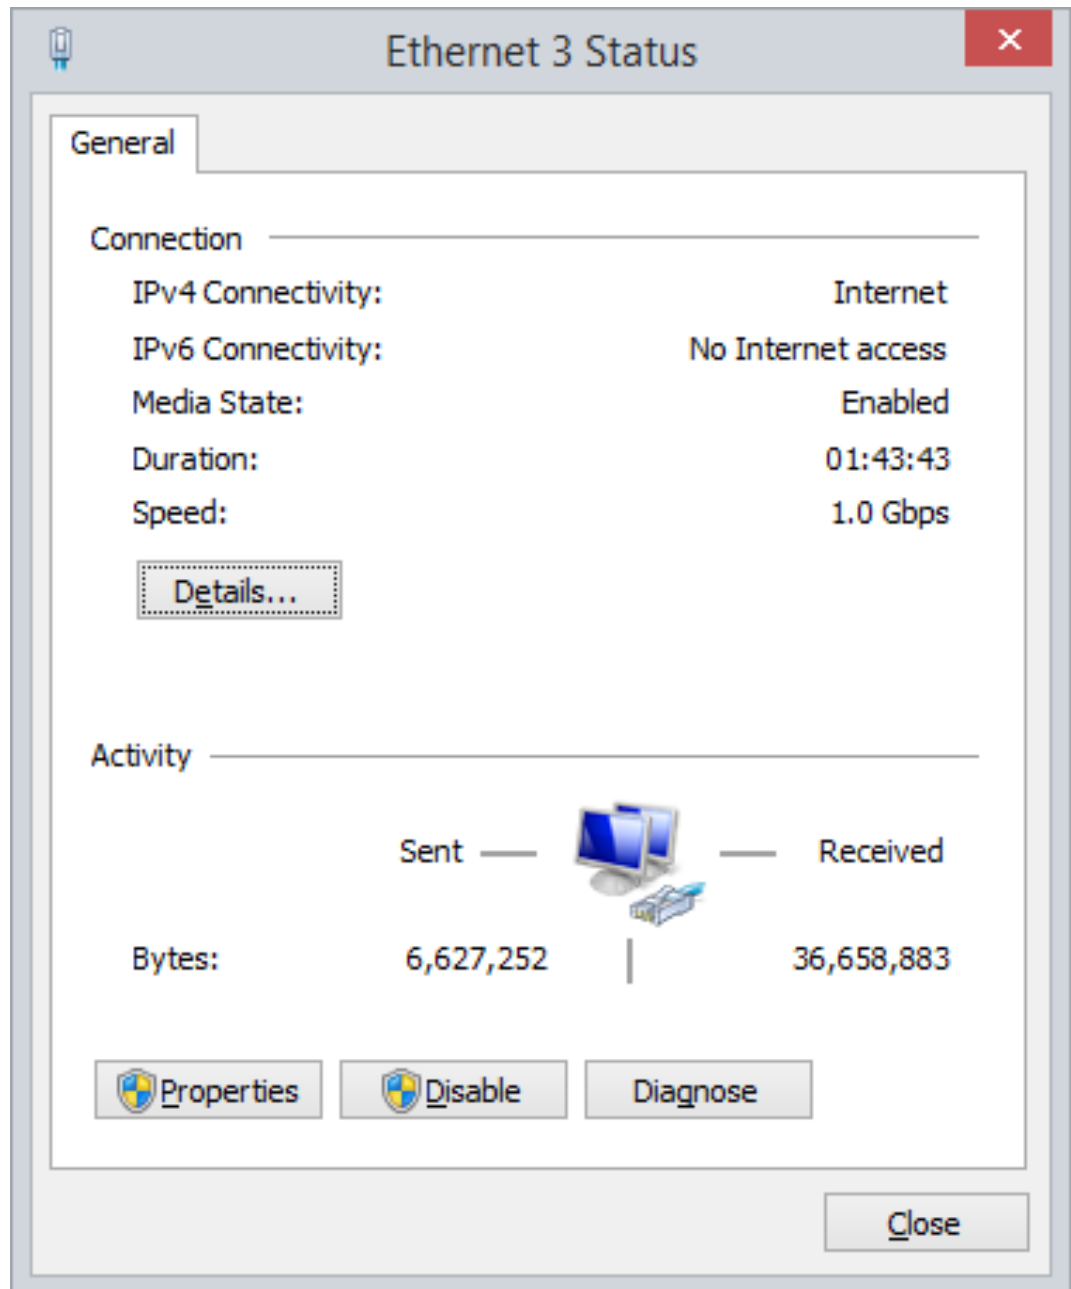 Ethernet 3 Status
General
Connection
IPv4 Connectivity: Internet
IPv6 Connectivity: No Internet access
Media State: Enabled
Duration: 01:43:43
Speed: 1.0 Gbps
Details...
Activity
Sent Received
Bytes: 6,627,252 36,658,883
Properties Disable Diagnose
Close